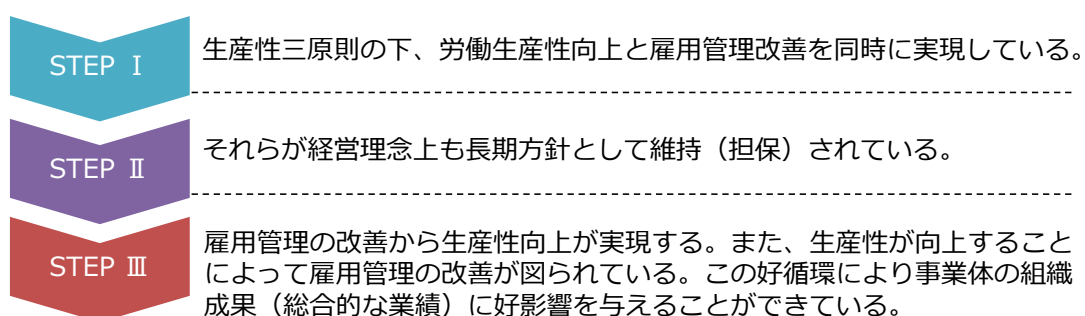 STEP Ⅰ
生産性三原則の下、労働生産性向上と雇用管理改善を同時に実現している。
STEP Ⅱ
それらが経営理念上も長期方針として維持（担保）されている。
STEP Ⅲ
雇用管理の改善から生産性向上が実現する。また、生産性が向上すること
によって雇用管理の改善が図られている。この好循環により事業体の組織
成果（総合的な業績）に好影響を与えることができている。